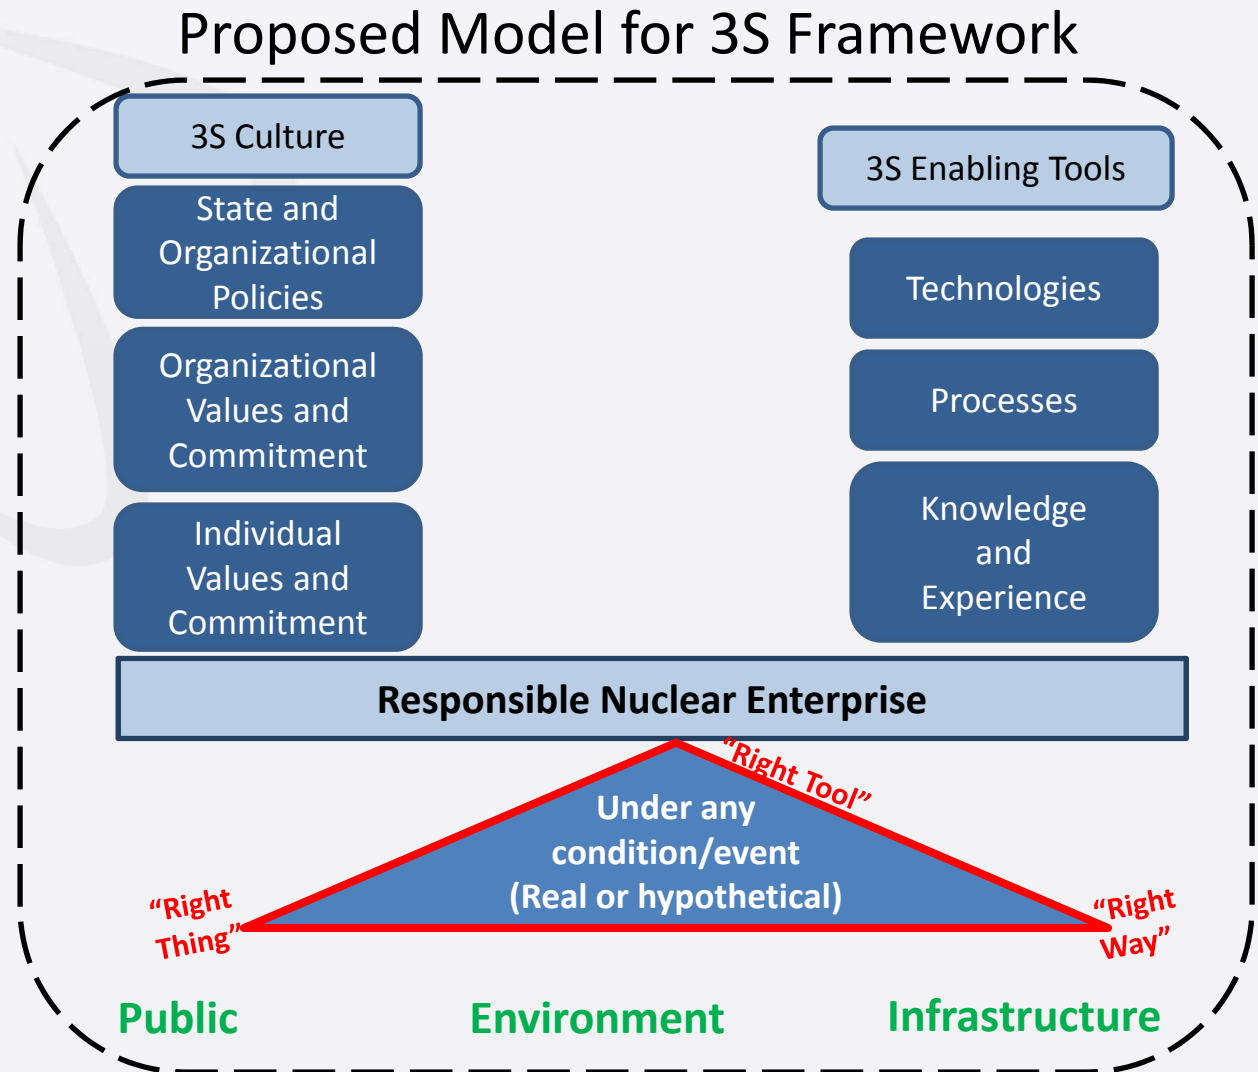 Proposed Model for 3S Framework
3S Culture
State and
Organizational
Policies
Organizational
Values and
Commitment
Individual
Values and
Commitment
3S Enabling Tools
Technologies
Processes
Knowledge
and
Experience
Responsible Nuclear Enterprise
“Right Tool”
Under any
condition/event
(Real or hypothetical)
“Right
Thing”
“Right
Way”
Public
Environment
Infrastructure